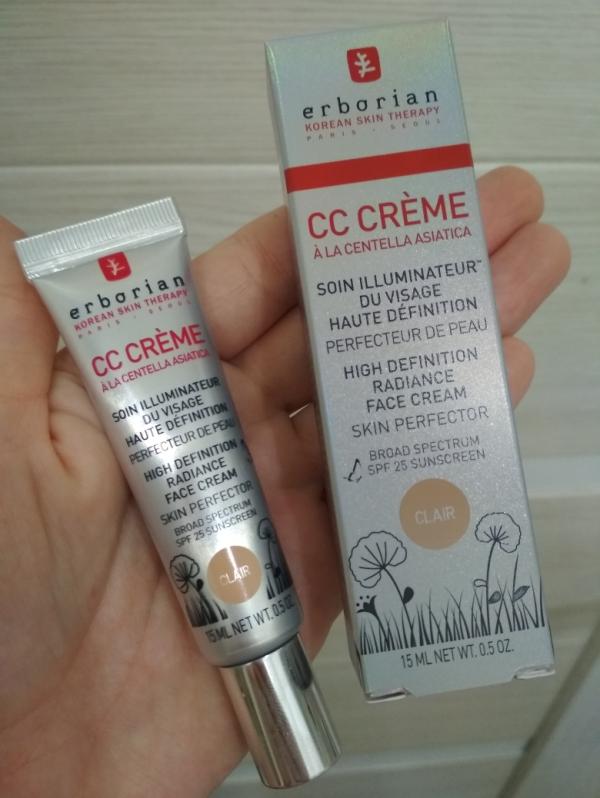 erborian
KOREAN SKIN THERAPY
PARIS - SEOUL
CC CRÈME
À LA CENTELLA ASIATICA
SOIN ILLUMINATEUR
DU VISAGE
HAUTE DÉFINITION
PERFECTEUR DE PEAU
HIGH DEFINITION
RADIANCE
FACE CREAM
SKIN PERFECTOR
BROAD SPECTRUM
SPF 25 SUNSCREEN
CLAIR
15 ML NET WT. 0.5 OZ.
erborian
KOREAN SKIN THERAPY
PARIS - SEOUL
CC CRÈME
À LA CENTELLA ASIATICA
SOIN ILLUMINATEUR™
DU VISAGE
HAUTE DÉFINITION
PERFECTEUR DE PEAU
HIGH DEFINITION
RADIANCE
FACE CREAM
SKIN PERFECTOR
BROAD SPECTRUM
SPF 25 SUNSCREEN
CLAIR
15 ML NET WT. 0.5 OZ.